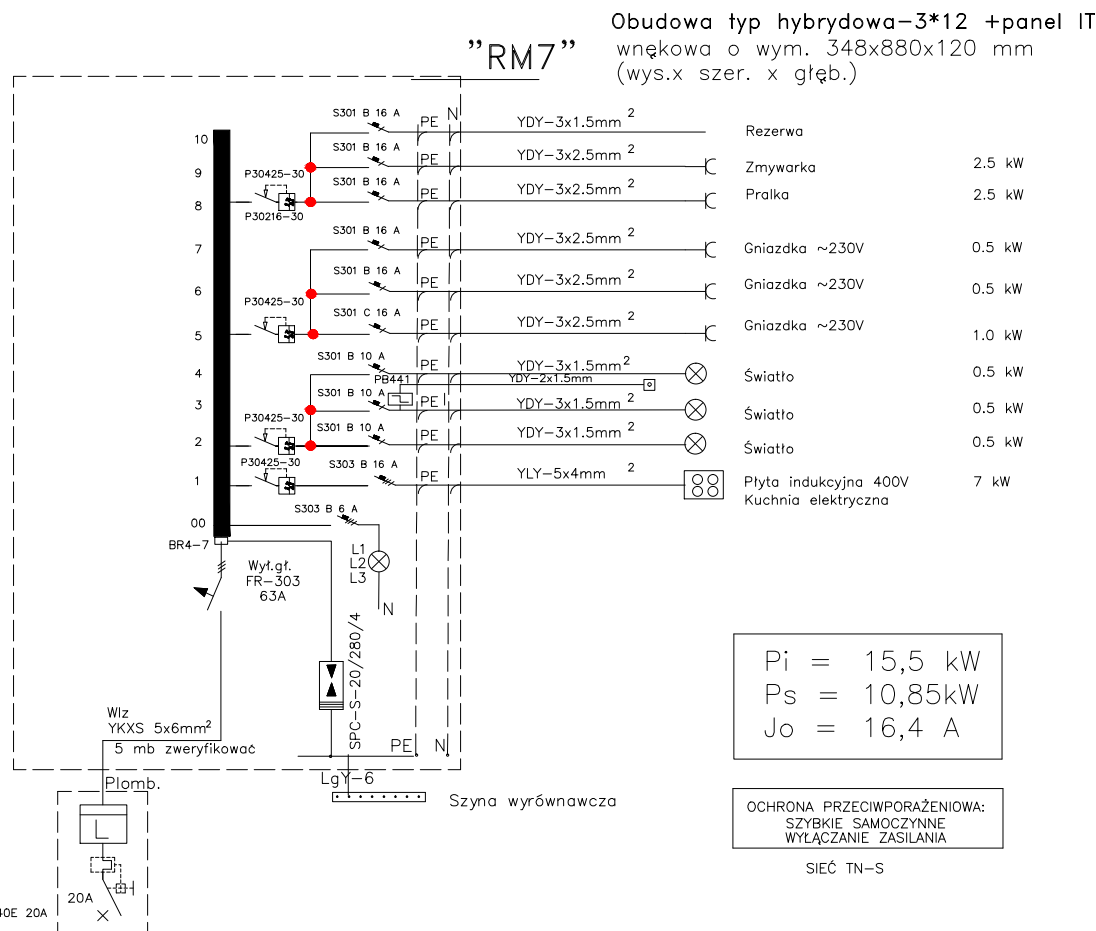 Obudowa typ hybrydowa-3*12 +panel IT
"RM7"
wnękowa o wym. 348x880x120 mm
(wys.x szer. x głęb.)
10 S301 B 16 A PE N YDY-3x1.5mm 2 Rezerwa
9 S301 B 16 A PE YDY-3x2.5mm 2 Zmywarka 2.5 kW
P30425-30
8 S301 B 16 A PE YDY-3x2.5mm 2 Pralka 2.5 kW
P30216-30
7 S301 B 16 A PE YDY-3x2.5mm 2 Gniazdka ~230V 0.5 kW
6 S301 B 16 A PE YDY-3x2.5mm 2 Gniazdka ~230V 0.5 kW
P30425-30
5 S301 C 16 A PE YDY-3x2.5mm 2 Gniazdka ~230V 1.0 kW
4 S301 B 10 A PE YDY-3x1.5mm 2 Światło 0.5 kW
PB441 YDY-2x1.5mm
3 S301 B 10 A PE YDY-3x1.5mm 2 Światło 0.5 kW
P30425-30
2 S301 B 10 A PE YDY-3x1.5mm 2 Światło 0.5 kW
P30425-30
1 S303 B 16 A PE YLY-5x4mm 2 Płyta indukcyjna 400V 7 kW
Kuchnia elektryczna
00 S303 B 6 A
BR4-7
L1
L2
L3
N
Wył.gł.
FR-303
63A
SPC-S-20/280/4
Wlz
YKXS 5x6mm2
5 mb zweryfikować
PE N
Plomb.
LgY-6
Szyna wyrównawcza
L
20A
40E 20A
Pi = 15,5 kW
Ps = 10,85kW
Jo = 16,4 A
OCHRONA PRZECIWPORAŻENIOWA:
SZYBKIE SAMOCZYNNE
WYŁĄCZANIE ZASILANIA
SIEĆ TN-S